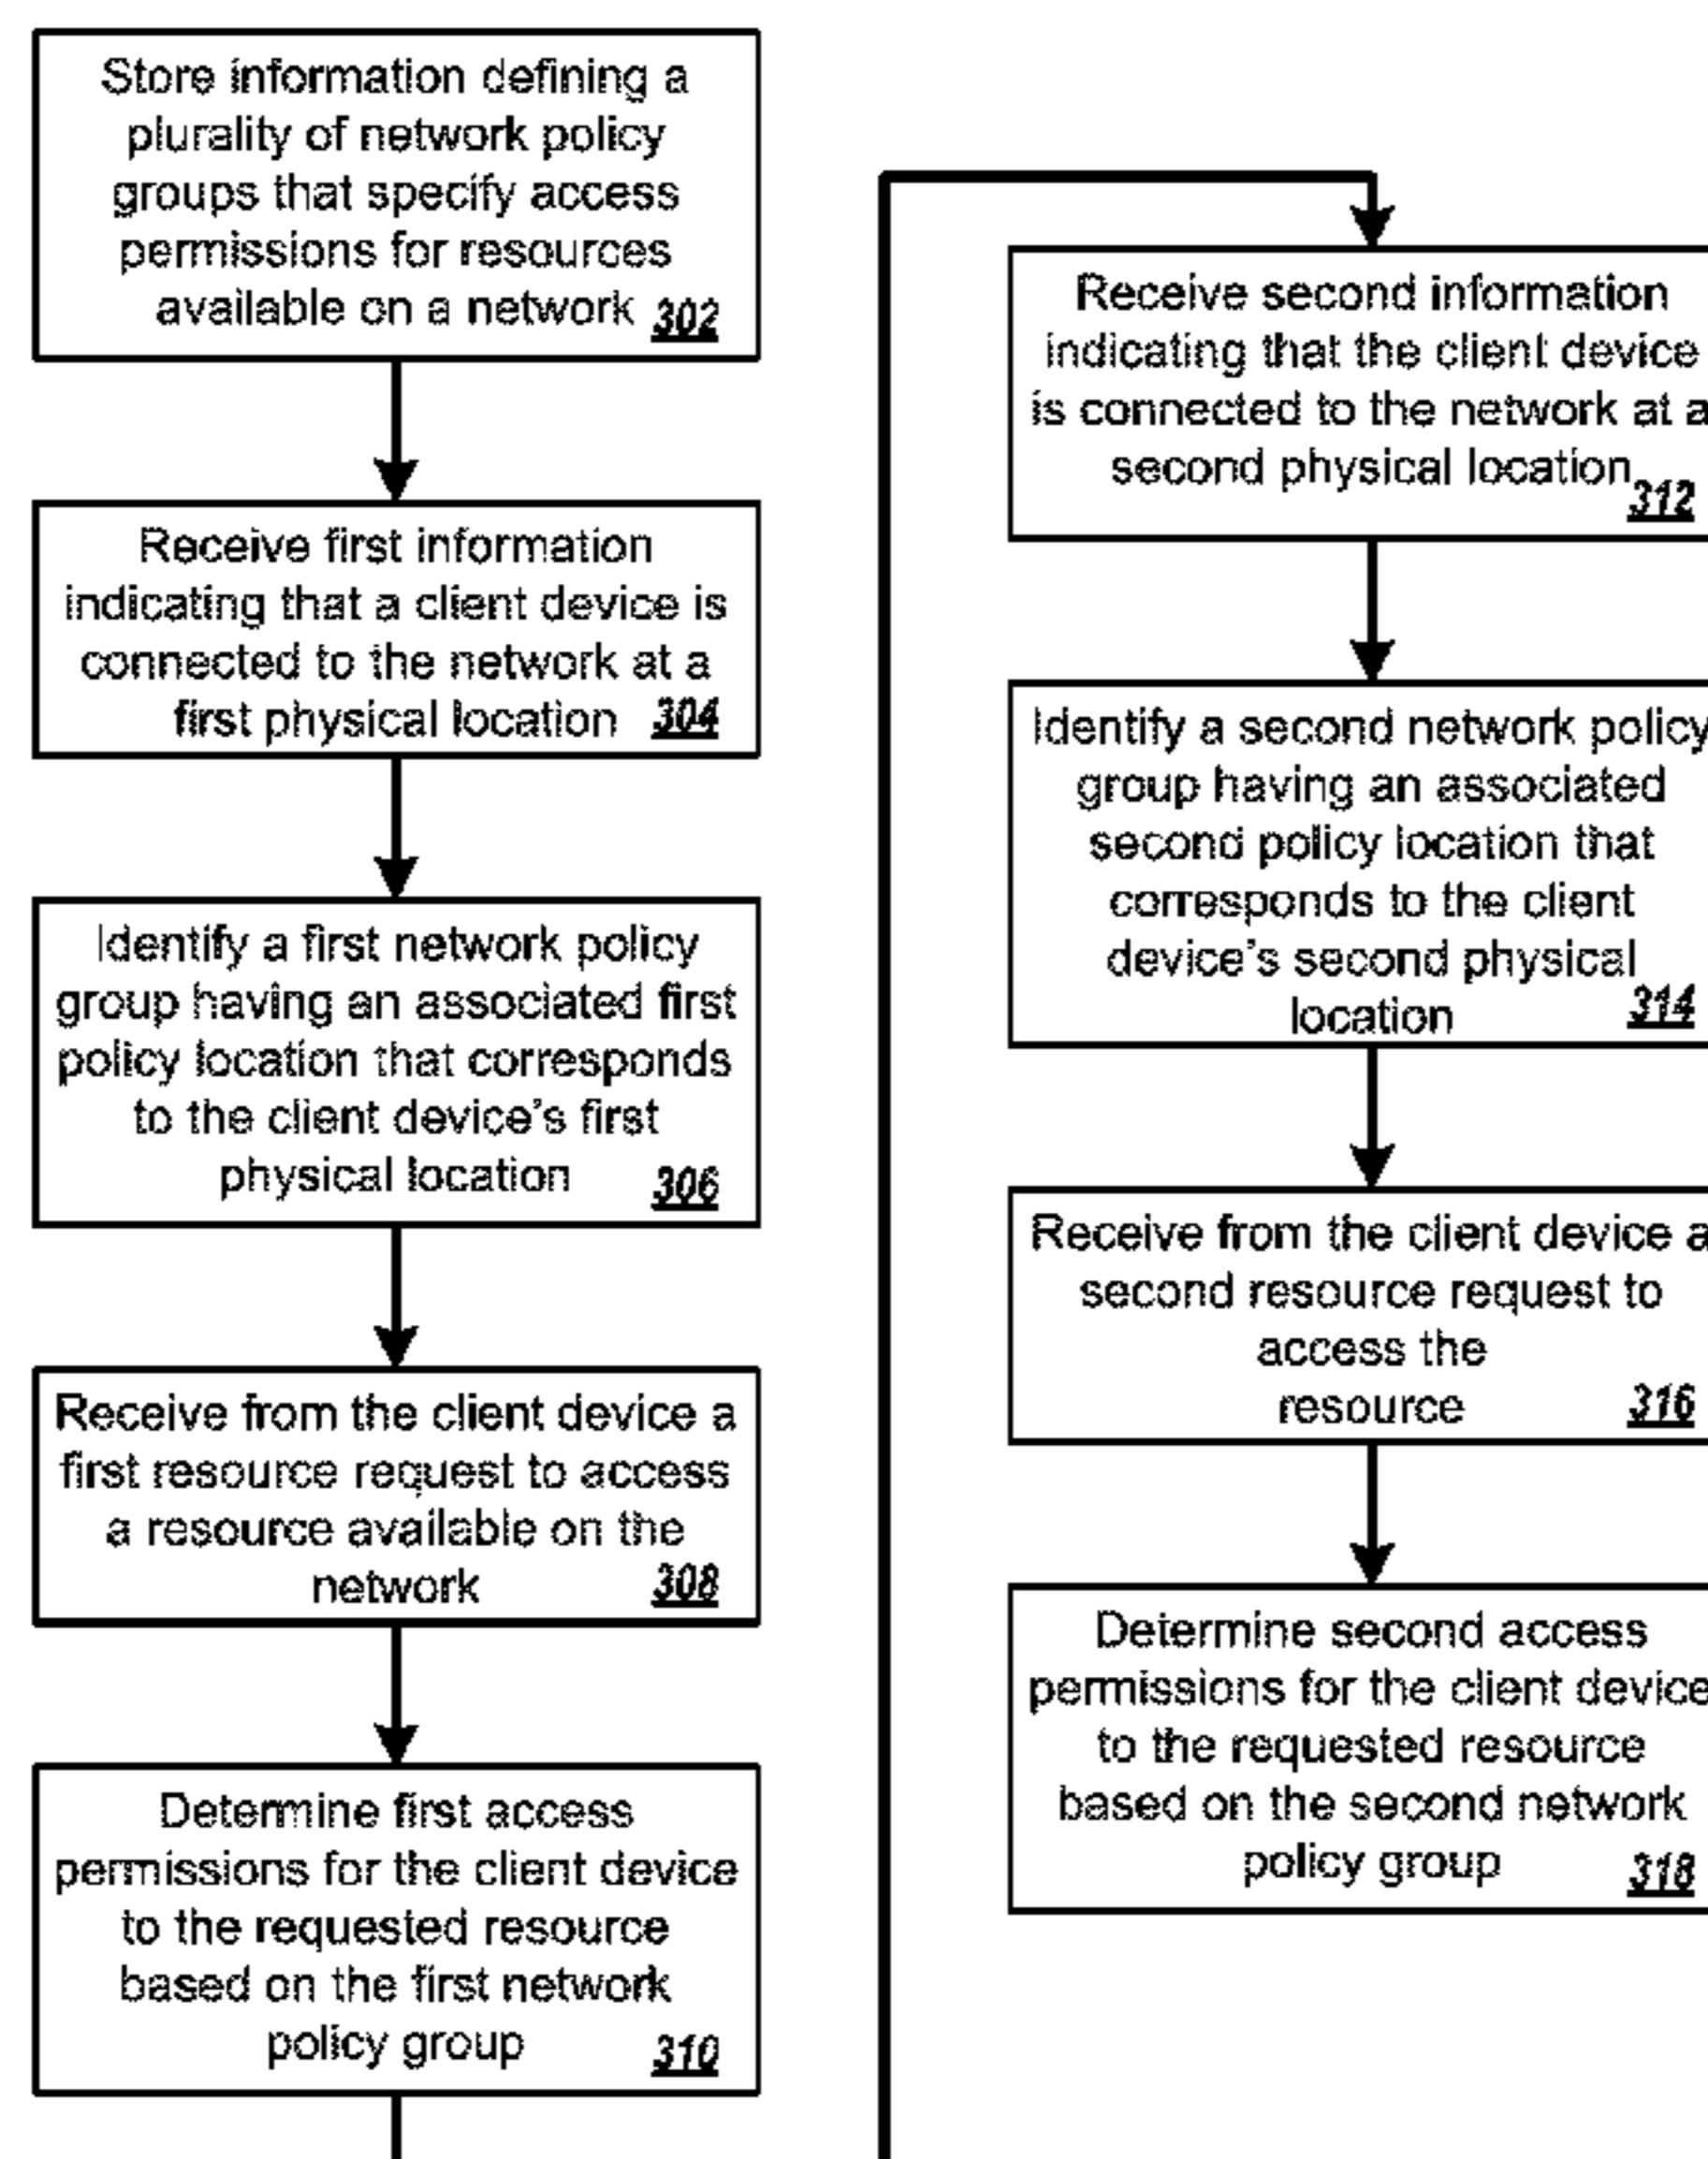 Store information defining a
plurality of network policy
groups that specify access
permissions for resources
available on a network 302
Receive first information
indicating that a client device is
connected to the network at a
first physical location 304
Identify a first network policy
group having an associated first
policy location that corresponds
to the client device's first
physical location 306
Receive from the client device a
first resource request to access
a resource available on the
network 308
Determine first access
permissions for the client device
to the requested resource
based on the first network
policy group 310
Receive second information
indicating that the client device
is connected to the network at a
second physical location 312
Identify a second network policy
group having an associated
second policy location that
corresponds to the client
device's second physical
location 314
Receive from the client device a
second resource request to
access the
resource 316
Determine second access
permissions for the client device
to the requested resource
based on the second network
policy group 318